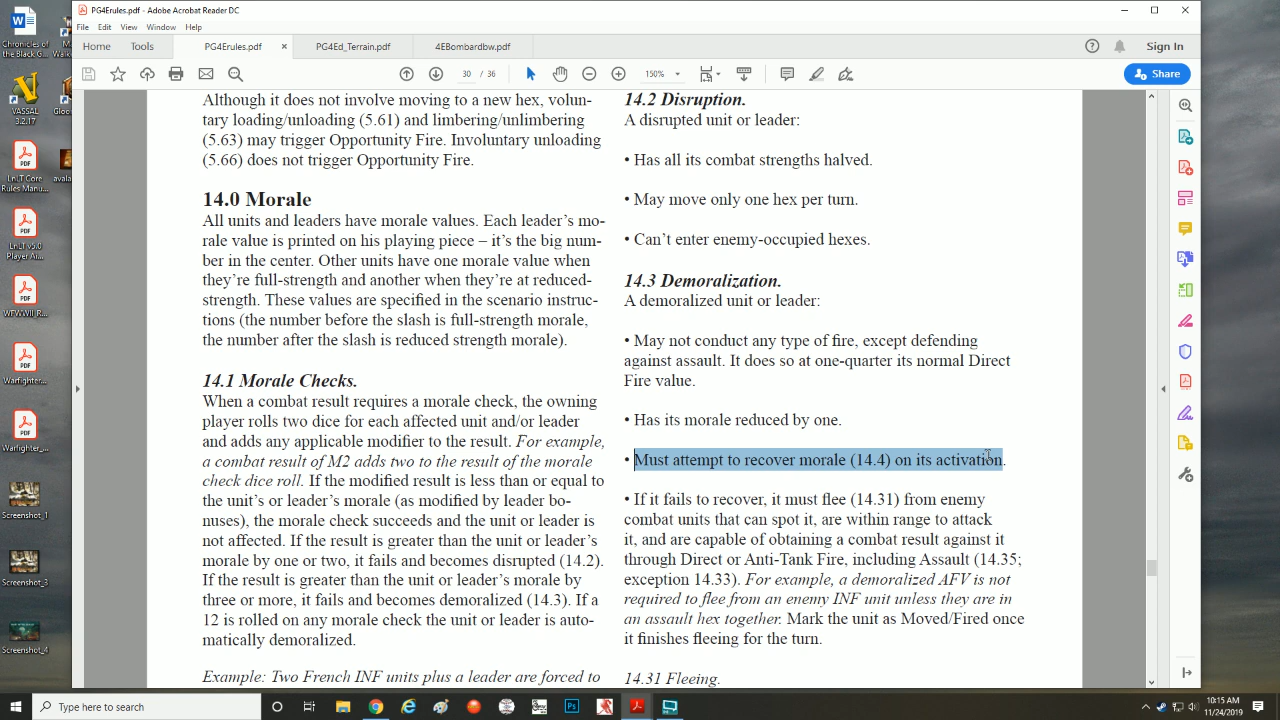 PG4Erules.pdf - Adobe Acrobat Reader DC
File Edit View Window Help
Home Tools PG4Erules.pdf × PG4Ed_Terrain.pdf 4EBombardbw.pdf Sign In
30 / 36 150% Share
Although it does not involve moving to a new hex, volun-
tary loading/unloading (5.61) and limbering/unlimbering
(5.63) may trigger Opportunity Fire. Involuntary unloading
(5.66) does not trigger Opportunity Fire.
14.0 Morale
All units and leaders have morale values. Each leader's mo-
rale value is printed on his playing piece – it's the big num-
ber in the center. Other units have one morale value when
they're full-strength and another when they're at reduced-
strength. These values are specified in the scenario instruc-
tions (the number before the slash is full-strength morale,
the number after the slash is reduced strength morale).
14.1 Morale Checks.
When a combat result requires a morale check, the owning
player rolls two dice for each affected unit and/or leader
and adds any applicable modifier to the result. For example,
a combat result of M2 adds two to the result of the morale
check dice roll. If the modified result is less than or equal to
the unit's or leader's morale (as modified by leader bo-
nuses), the morale check succeeds and the unit or leader is
not affected. If the result is greater than the unit or leader's
morale by one or two, it fails and becomes disrupted (14.2).
If the result is greater than the unit or leader's morale by
three or more, it fails and becomes demoralized (14.3). If a
12 is rolled on any morale check the unit or leader is auto-
matically demoralized.
Example: Two French INF units plus a leader are forced to
14.2 Disruption.
A disrupted unit or leader:
• Has all its combat strengths halved.
• May move only one hex per turn.
• Can't enter enemy-occupied hexes.
14.3 Demoralization.
A demoralized unit or leader:
• May not conduct any type of fire, except defending
against assault. It does so at one-quarter its normal Direct
Fire value.
• Has its morale reduced by one.
• Must attempt to recover morale (14.4) on its activation.
• If it fails to recover, it must flee (14.31) from enemy
combat units that can spot it, are within range to attack
it, and are capable of obtaining a combat result against it
through Direct or Anti-Tank Fire, including Assault (14.35;
exception 14.33). For example, a demoralized AFV is not
required to flee from an enemy INF unit unless they are in
an assault hex together. Mark the unit as Moved/Fired once
it finishes fleeing for the turn.
14.31 Fleeing.
Chronicles of
the Black G...
VASSAL
3.2.17
LnLT Core
Rules Manu...
LnLT v5.0
Player Ai...
WFWWII_R...
Warfighter...
Warfighter_...
Screenshot_1
Screenshot_3
Screenshot_4
Type here to search
10:15 AM
11/24/2019